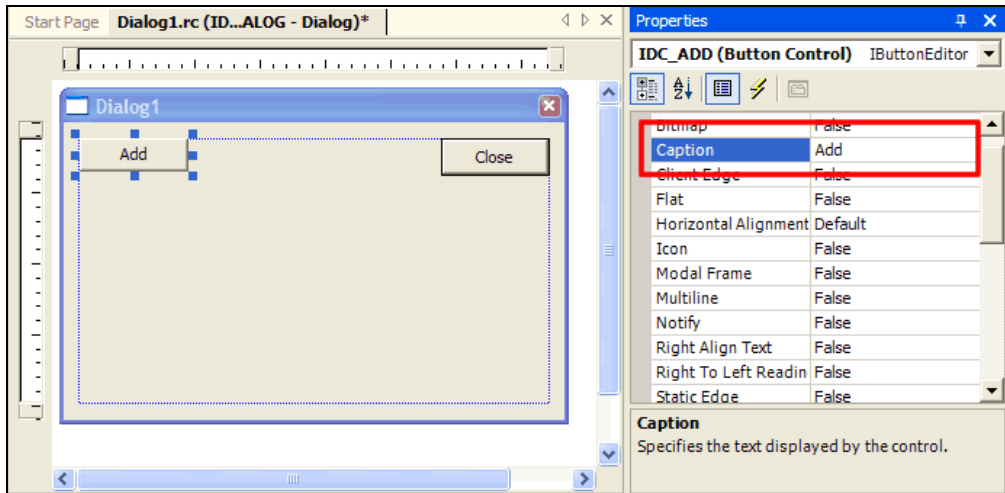 Start Page Dialog1.rc (ID...ALOG - Dialog)*
Dialog1
Add
Close
Properties
IDC_ADD (Button Control) IButtonEditor
Bitmap False
Caption Add
Client Edge False
Flat False
Horizontal Alignment Default
Icon False
Modal Frame False
Multiline False
Notify False
Right Align Text False
Right To Left Readin False
Static Edge False
Caption
Specifies the text displayed by the control.